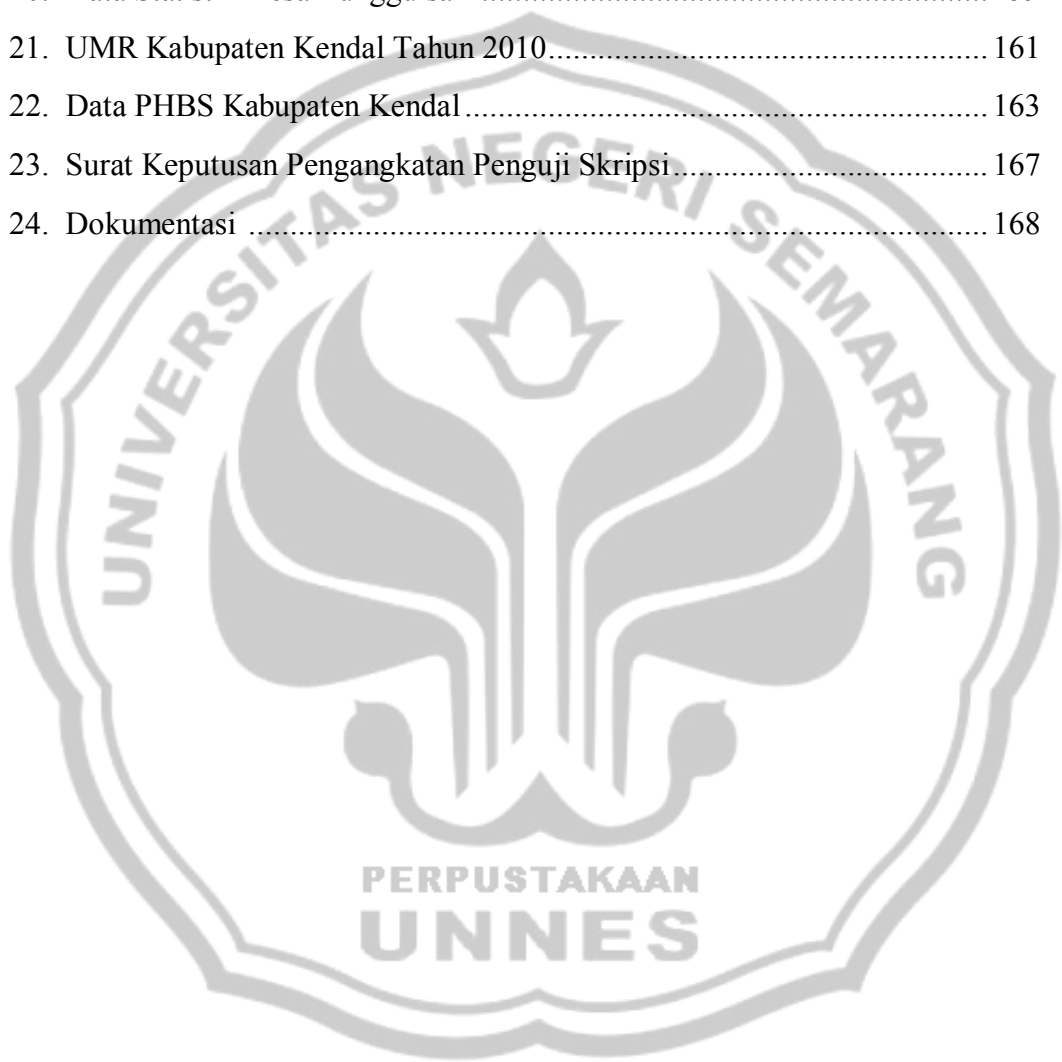 21. UMR Kabupaten Kendal Tahun 2010 ........ 161
22. Data PHBS Kabupaten Kendal ........ 163
23. Surat Keputusan Pengangkatan Penguji Skripsi ........ 167
24. Dokumentasi ........ 168
UNIVERSITAS NEGERI SEMARANG
PERPUSTAKAAN
UNNES